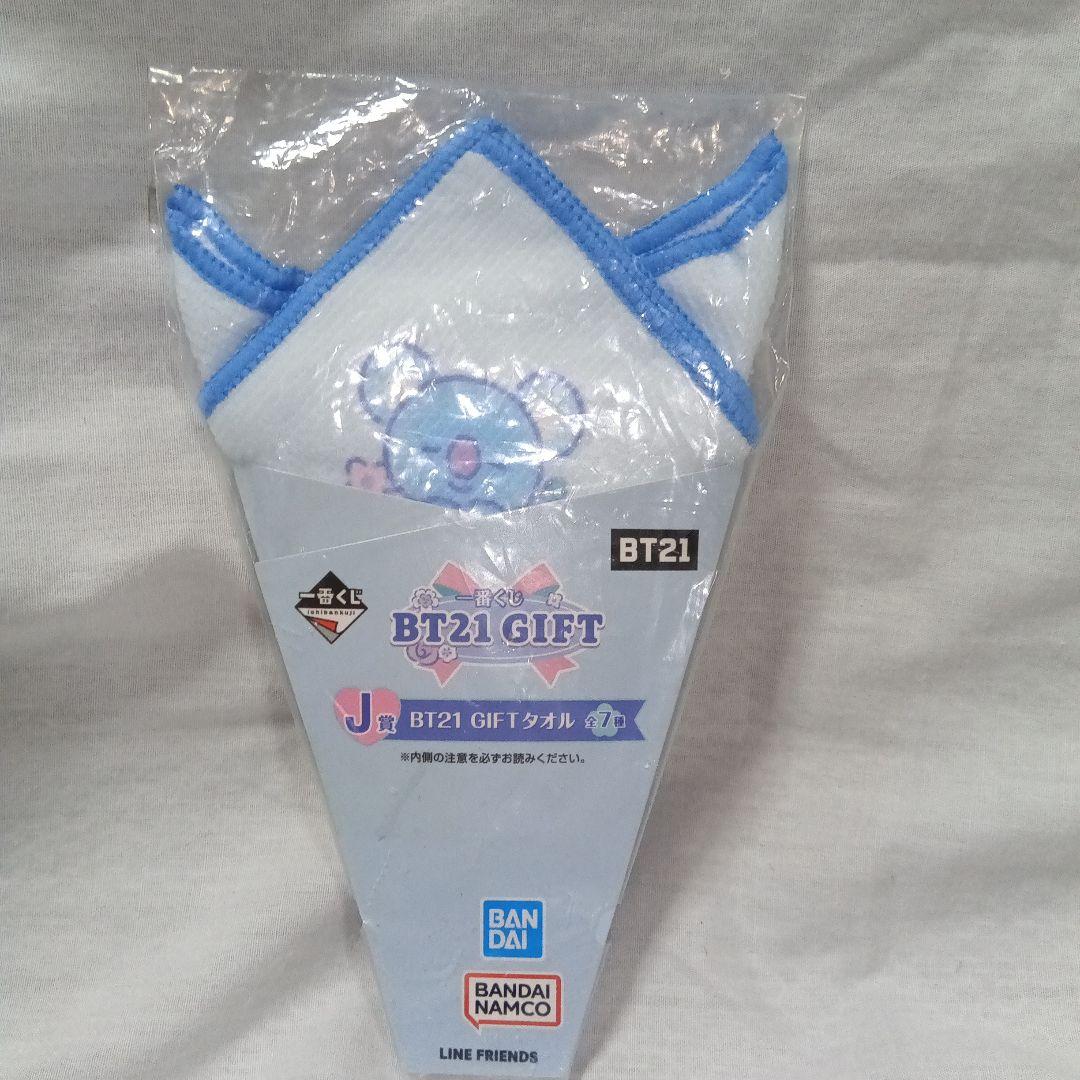 BT21
一番くじ
ichibankuji
一番くじ
BT21 GIFT
J賞 BT21 GIFTタオル 全7種
※内側の注意を必ずお読みください。
BAN
DAI
BANDAI
NAMCO
LINE FRIENDS